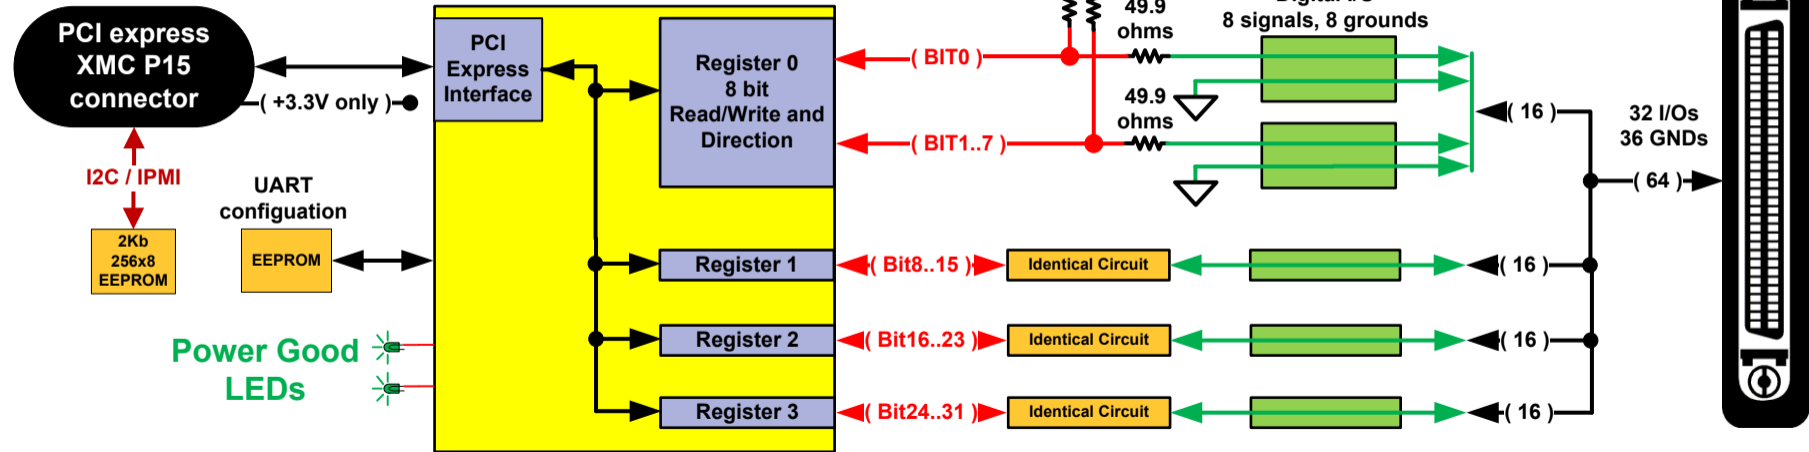 PCI express
XMC P15
connector
( +3.3V only )
I2C / IPMI
2Kb
256x8
EEPROM
UART
configuation
EEPROM
Power Good
LEDs
PCI
Express
Interface
Register 0
8 bit
Read/Write and
Direction
Register 1
Register 2
Register 3
( BIT0 )
( BIT1..7 )
( Bit8..15 )
( Bit16..23 )
( Bit24..31 )
49.9
ohms
49.9
ohms
8 signals, 8 grounds
Identical Circuit
Identical Circuit
Identical Circuit
( 16 )
( 16 )
( 16 )
( 16 )
32 I/Os
36 GNDs
( 64 )